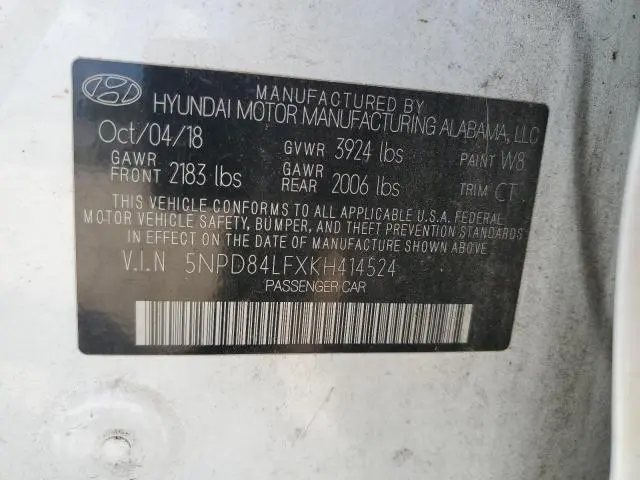 MANUFACTURED BY
HYUNDAI MOTOR MANUFACTURING ALABAMA, LLC
Oct/04/18 GVWR 3924 lbs PAINT W8
GAWR FRONT 2183 lbs GAWR REAR 2006 lbs TRIM CT
THIS VEHICLE CONFORMS TO ALL APPLICABLE U.S.A. FEDERAL
MOTOR VEHICLE SAFETY, BUMPER, AND THEFT PREVENTION STANDARDS
IN EFFECT ON THE DATE OF MANUFACTURE SHOWN ABOVE.
V.I.N 5NPD84LFXKH414524
PASSENGER CAR